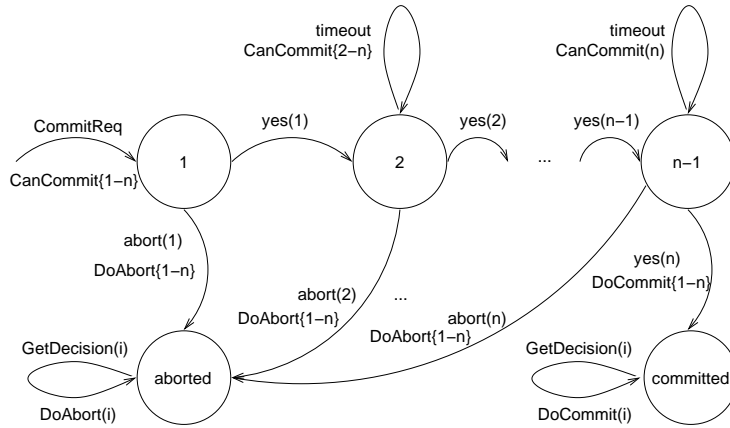 timeout
CanCommit{2−n}
timeout
CanCommit(n)
CommitReq
CanCommit{1−n}
1
yes(1)
2
yes(2)
...
yes(n−1)
n−1
abort(1)
DoAbort{1−n}
abort(2)
DoAbort{1−n}
...
abort(n)
DoAbort{1−n}
yes(n)
DoCommit{1−n}
GetDecision(i)
DoAbort(i)
aborted
GetDecision(i)
DoCommit(i)
committed